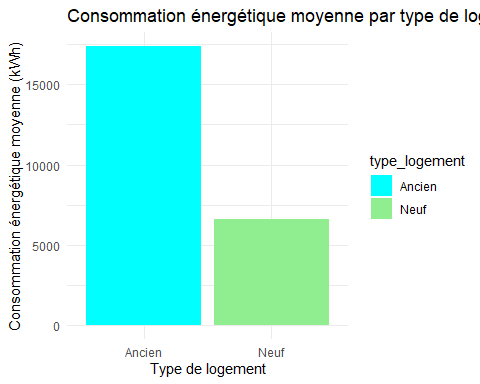 Consommation énergétique moyenne par type de log
Consommation énergétique moyenne (kWh)
15000
10000
5000
0
Ancien
Neuf
Type de logement
type_logement
Ancien
Neuf